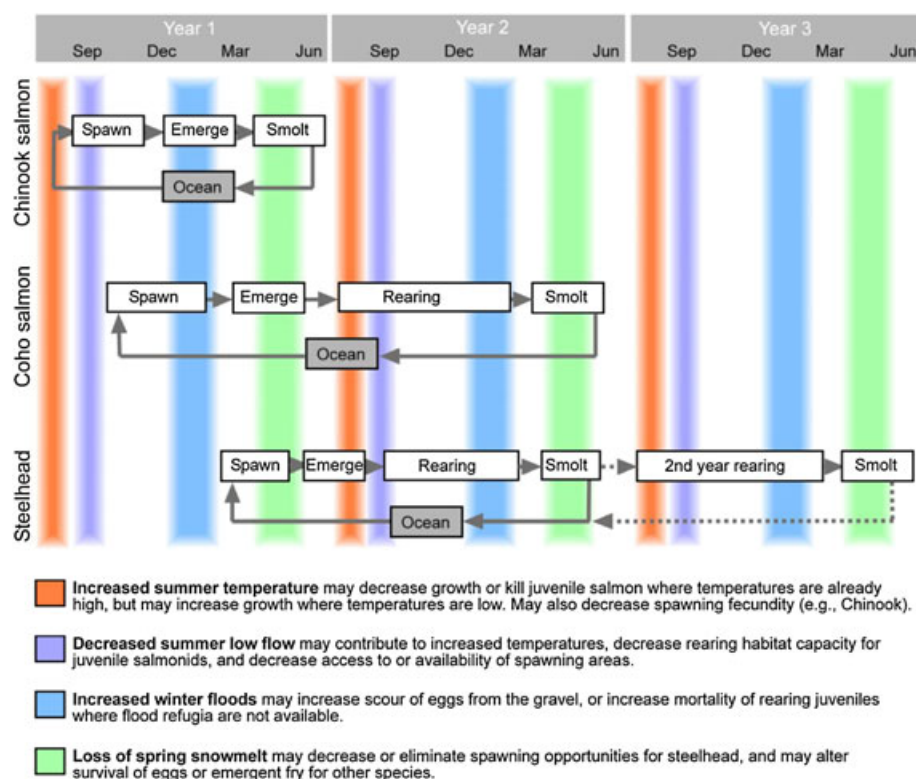 Year 1 Year 2 Year 3
Sep Dec Mar Jun Sep Dec Mar Jun Sep Dec Mar Jun
Chinook salmon
Spawn Emerge Smolt
Ocean
Coho salmon
Spawn Emerge Rearing Smolt
Ocean
Steelhead
Spawn Emerge Rearing Smolt 2nd year rearing Smolt
Ocean
Increased summer temperature may decrease growth or kill juvenile salmon where temperatures are already
high, but may increase growth where temperatures are low. May also decrease spawning fecundity (e.g., Chinook).
Decreased summer low flow may contribute to increased temperatures, decrease rearing habitat capacity for
juvenile salmonids, and decrease access to or availability of spawning areas.
Increased winter floods may increase scour of eggs from the gravel, or increase mortality of rearing juveniles
where flood refugia are not available.
Loss of spring snowmelt may decrease or eliminate spawning opportunities for steelhead, and may alter
survival of eggs or emergent fry for other species.